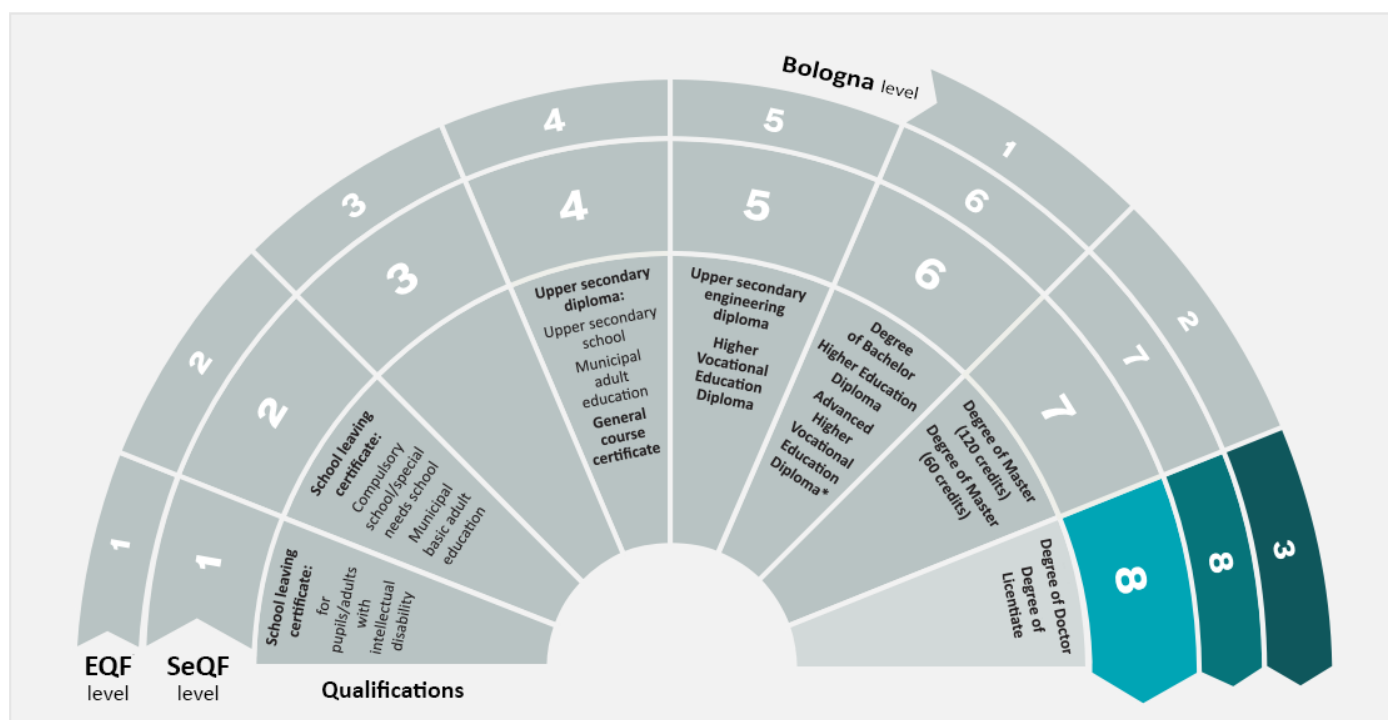 Bologna level
1
2
3
4
5
6
7
8
1
2
3
4
5
6
7
8
1
2
3
School leaving
certificate:
for
pupils/adults
with
intellectual
disability
School leaving
certificate:
Compulsory
school/special
needs school
Municipal
basic adult
education
Upper secondary
diploma:
Upper secondary
school
Municipal
adult
education
General
course
certificate
Upper secondary
engineering
diploma
Higher
Vocational
Education
Diploma
Degree
of Bachelor
Higher Education
Diploma
Advanced
Higher
Vocational
Education
Diploma*
Degree of Master
(120 credits)
Degree of Master
(60 credits)
Degree of Doctor
Degree of
Licentiate
EQF
level
SeQF
level
Qualifications